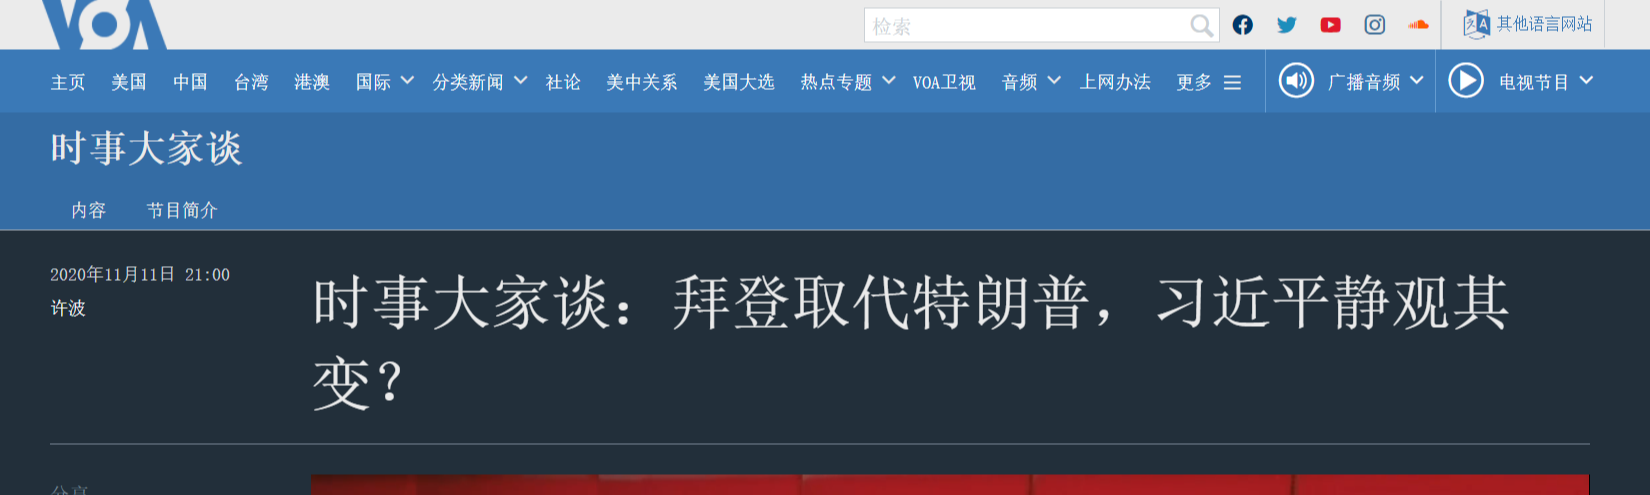 VOA
检索
其他语言网站
主页 美国 中国 台湾 港澳 国际 分类新闻 社论 美中关系 美国大选 热点专题 VOA卫视 音频 上网办法 更多 广播音频 电视节目
时事大家谈
内容 节目简介
2020年11月11日 21:00
许波
时事大家谈：拜登取代特朗普，习近平静观其
变？
分享